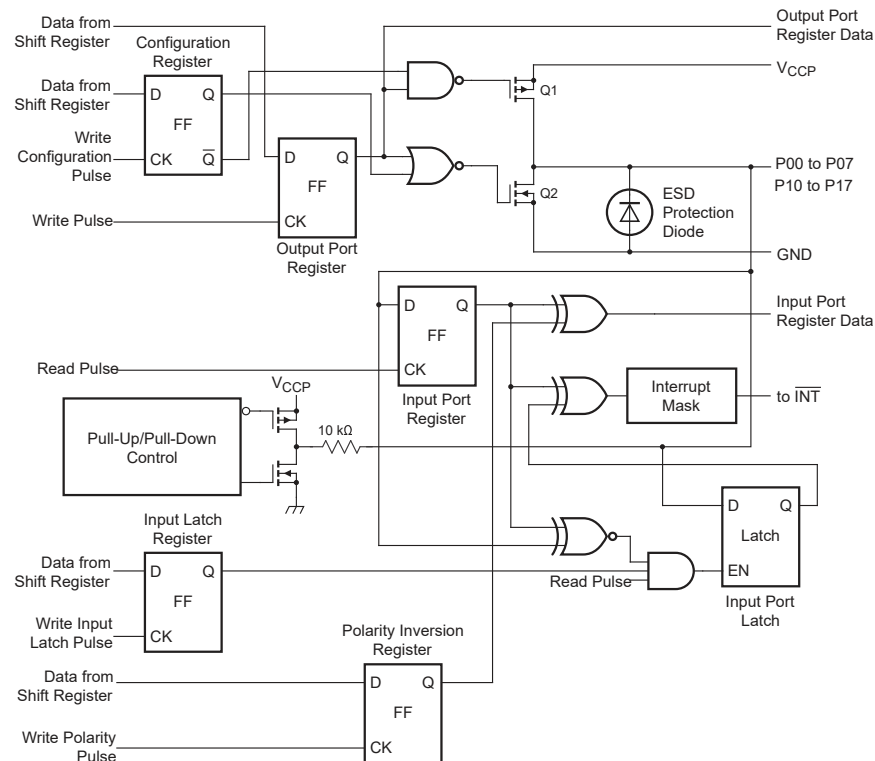 Data from
Shift Register
Configuration
Register
Output Port
Register Data
Data from
Shift Register
D
Q
FF
CK
Q
Write
Configuration
Pulse
Q1
VCCP
D
Q
FF
CK
Write Pulse
Output Port
Register
Q2
P00 to P07
P10 to P17
ESD
Protection
Diode
GND
D
Q
FF
CK
Read Pulse
Input Port
Register
Input Port
Register Data
Interrupt
Mask
to INT
VCCP
Pull-Up/Pull-Down
Control
10 kΩ
D
Q
Latch
EN
Input Port
Latch
Read Pulse
Input Latch
Register
Data from
Shift Register
D
Q
FF
CK
Write Input
Latch Pulse
Polarity Inversion
Register
Data from
Shift Register
D
Q
FF
CK
Write Polarity
Pulse